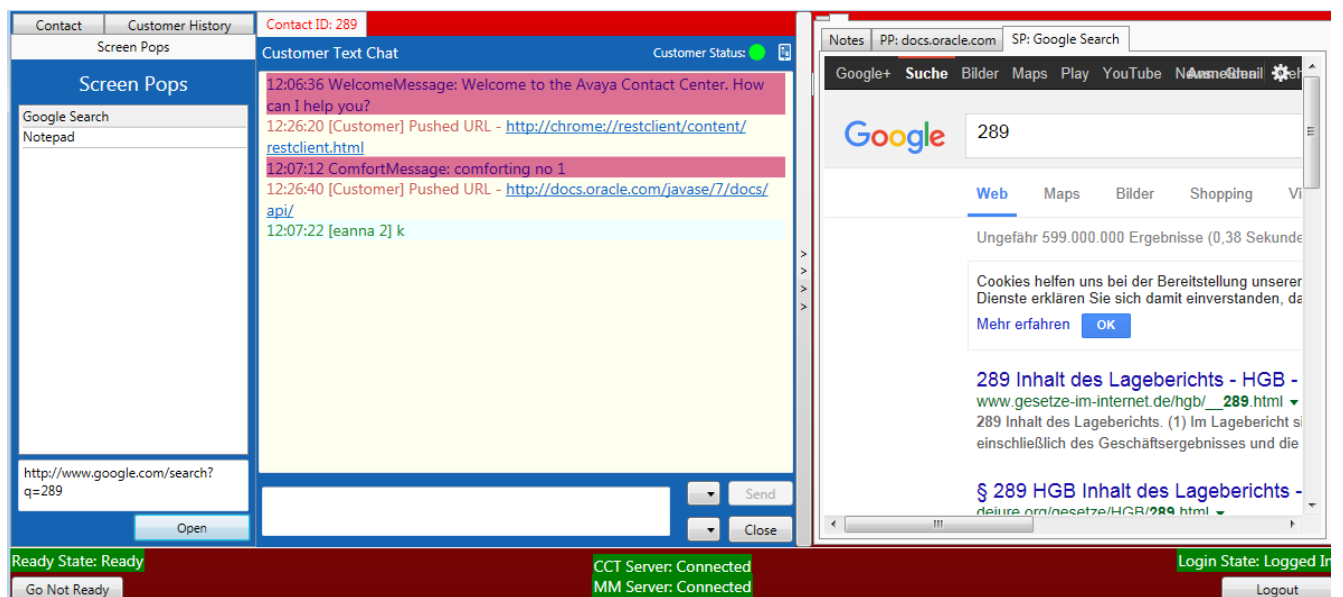 Contact
Customer History
Screen Pops
Screen Pops
Google Search
Notepad
http://www.google.com/search?
q=289
Open
Contact ID: 289
Customer Text Chat
Customer Status:
12:06:36 WelcomeMessage: Welcome to the Avaya Contact Center. How
can I help you?
12:26:20 [Customer] Pushed URL - http://chrome://restclient/content/
restclient.html
12:07:12 ComfortMessage: comforting no 1
12:26:40 [Customer] Pushed URL - http://docs.oracle.com/javase/7/docs/
api/
12:07:22 [eanna 2] k
Send
Close
>
>
>
>
Notes
PP: docs.oracle.com
SP: Google Search
Google+ Suche Bilder Maps Play YouTube
Google
289
Web Maps Bilder Shopping Vi
Ungefähr 599.000.000 Ergebnisse (0,38 Sekunde
Cookies helfen uns bei der Bereitstellung unserer
Dienste erklären Sie sich damit einverstanden, da
Mehr erfahren
OK
289 Inhalt des Lageberichts - HGB -
www.gesetze-im-internet.de/hgb/__289.html
289 Inhalt des Lageberichts. (1) Im Lagebericht si
einschließlich des Geschäftsergebnisses und die
§ 289 HGB Inhalt des Lageberichts -
dejure.org/gesetze/HGB/289.html
Ready State: Ready
Go Not Ready
CCT Server: Connected
MM Server: Connected
Login State: Logged In
Logout